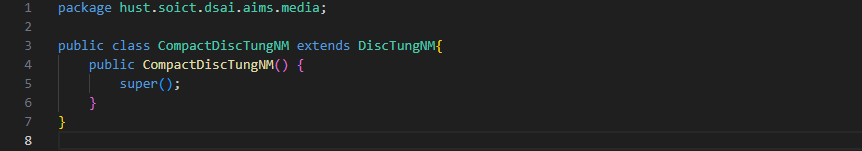 1 package hust.soict.dsai.aims.media;
2
3 public class CompactDiscTungNM extends DiscTungNM{
4     public CompactDiscTungNM() {
5         super();
6     }
7 }
8